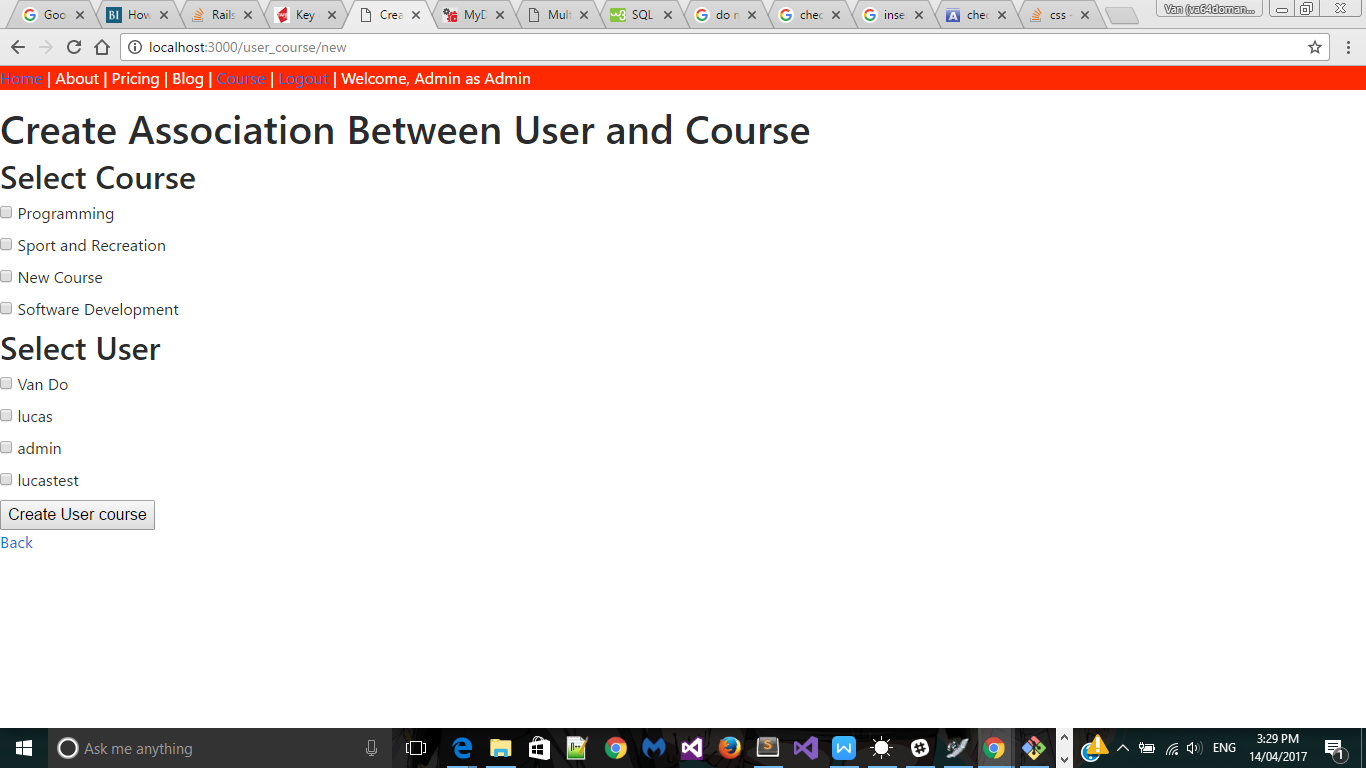 Goo
How
Rails
Key
Crea
MyD
Mult
SQL
do n
chec
inse
chec
css -
Van (va64doman...
localhost:3000/user_course/new
Home | About | Pricing | Blog | Course | Logout | Welcome, Admin as Admin
Create Association Between User and Course
Select Course
Programming
Sport and Recreation
New Course
Software Development
Select User
Van Do
lucas
admin
lucastest
Create User course
Back
Ask me anything
ENG
3:29 PM
14/04/2017